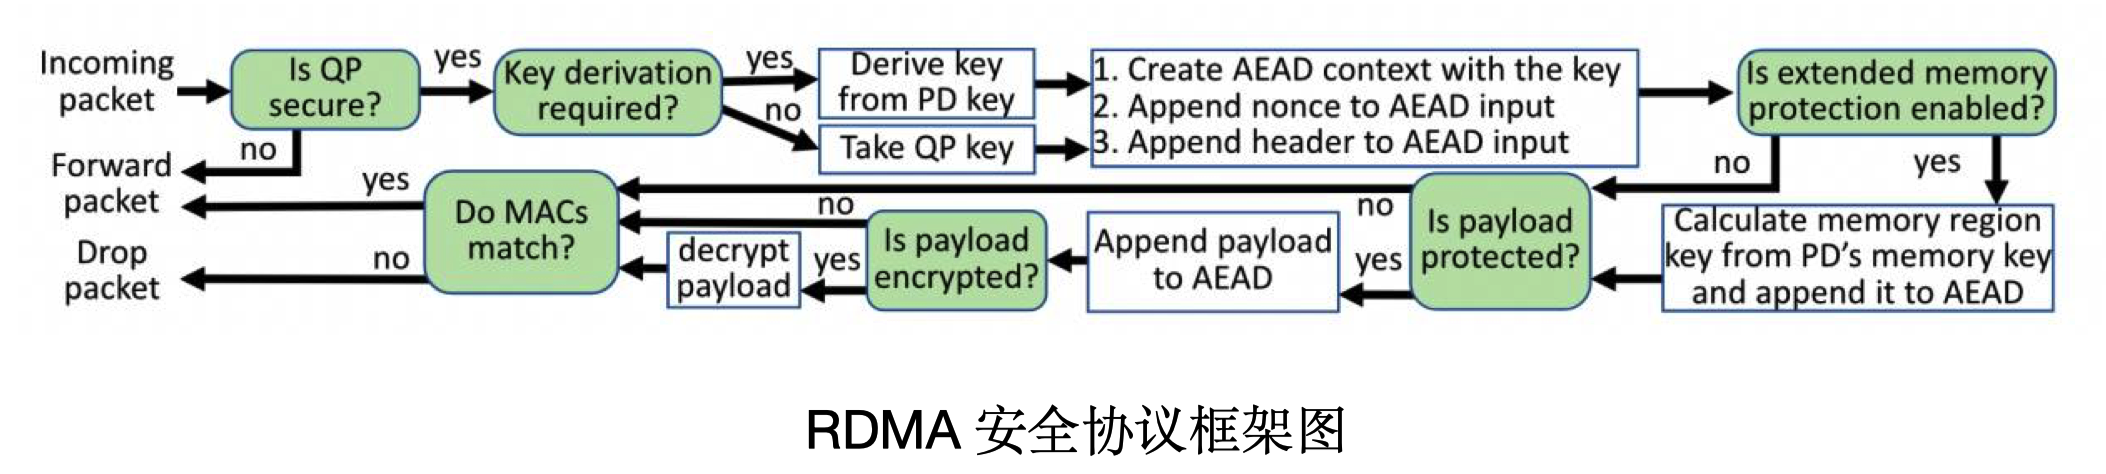 Incoming
packet
Is QP
secure?
yes
no
Key derivation
required?
yes
no
Derive key
from PD key
Take QP key
1. Create AEAD context with the key
2. Append nonce to AEAD input
3. Append header to AEAD input
Is extended memory
protection enabled?
no
yes
Calculate memory region
key from PD’s memory key
and append it to AEAD
Is payload
protected?
no
yes
Append payload
to AEAD
Is payload
encrypted?
no
yes
decrypt
payload
Do MACs
match?
yes
no
Forward
packet
Drop
packet
RDMA 安全协议框架图